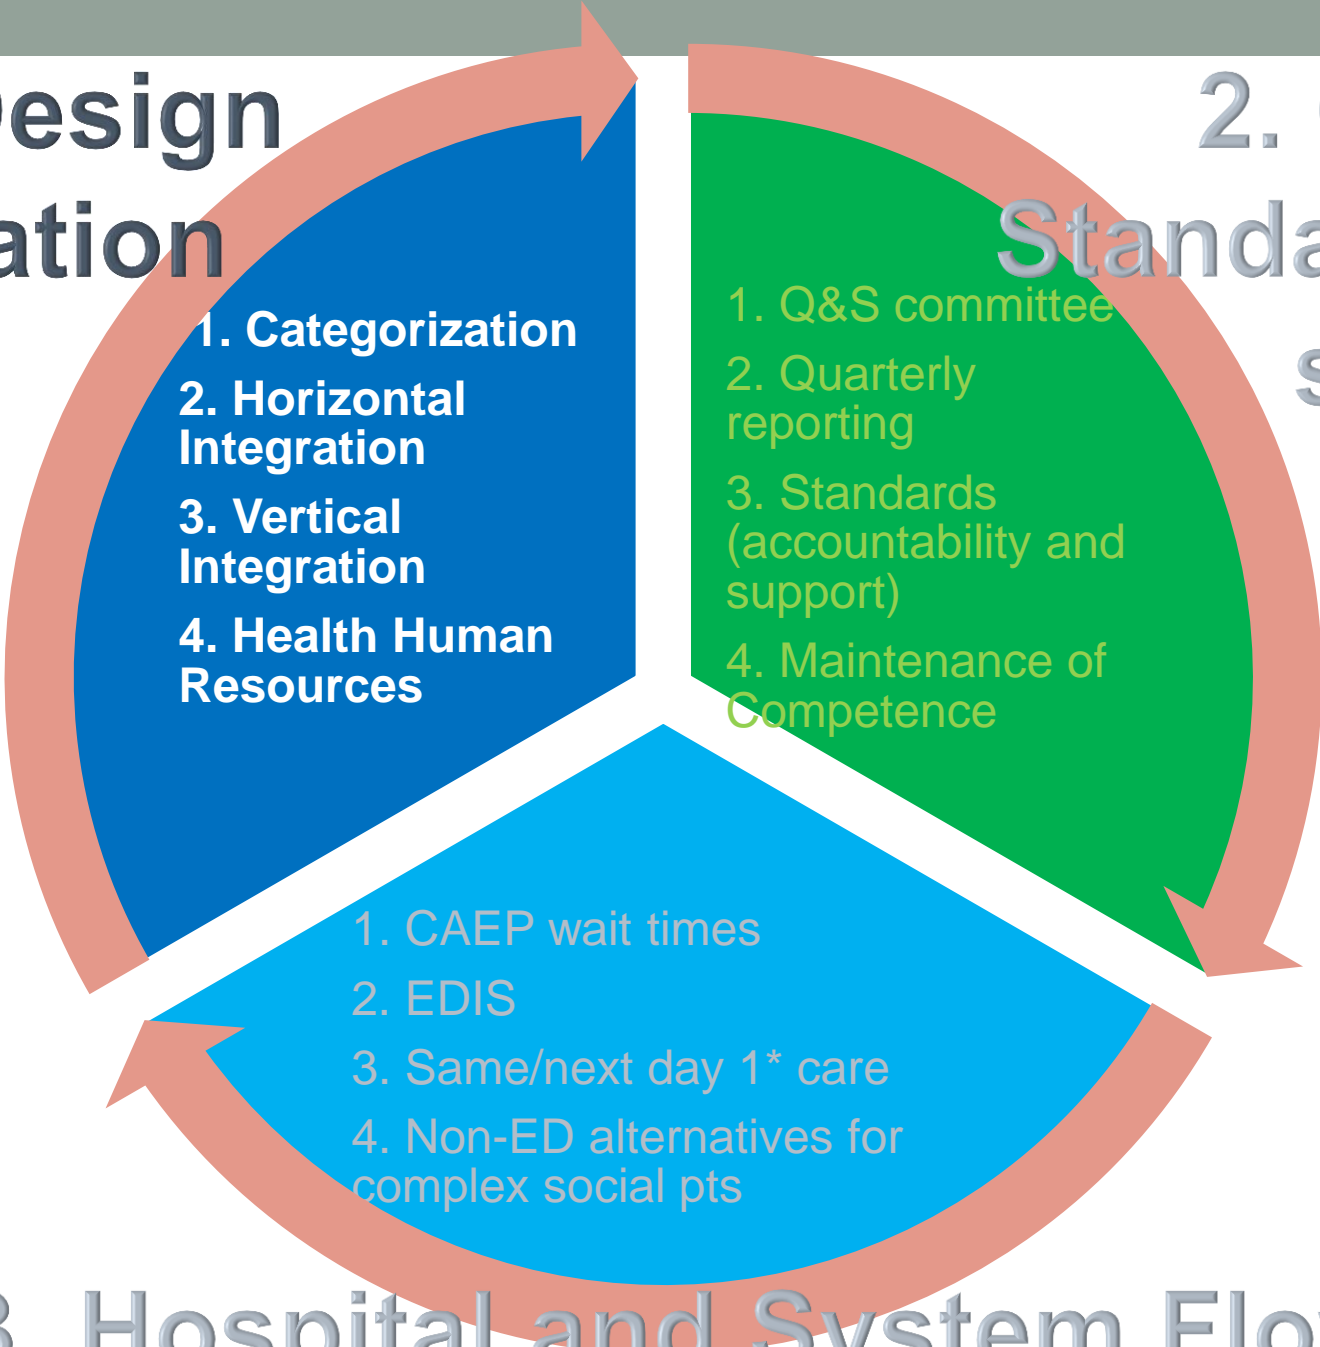 esign
ation
1. Categorization
2. Horizontal
Integration
3. Vertical
Integration
4. Health Human
Resources
2.
Standa
1. Q&S committee
2. Quarterly
reporting
3. Standards
(accountability and
support)
4. Maintenance of
Competence
1. CAEP wait times
2. EDIS
3. Same/next day 1* care
4. Non-ED alternatives for
complex social pts
Hospital and System Flo